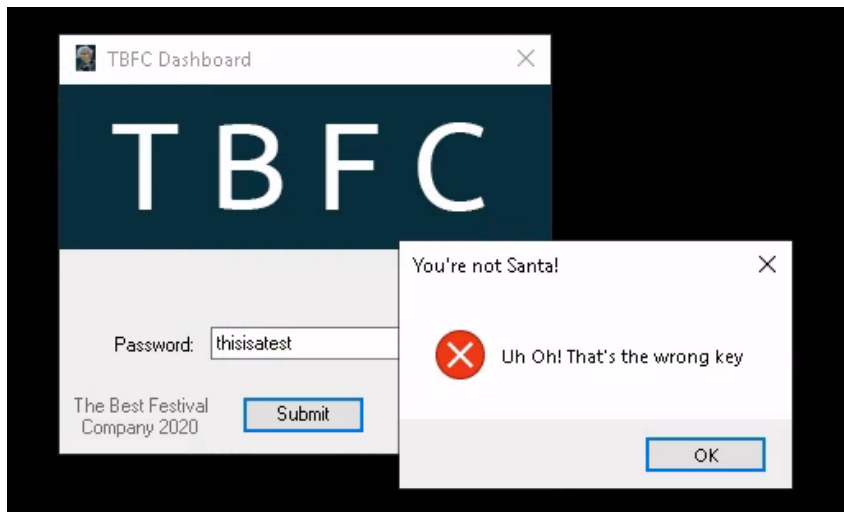 TBFC Dashboard
T B F C
You're not Santa!
Uh Oh! That's the wrong key
OK
Password: thisisatest
The Best Festival
Company 2020
Submit